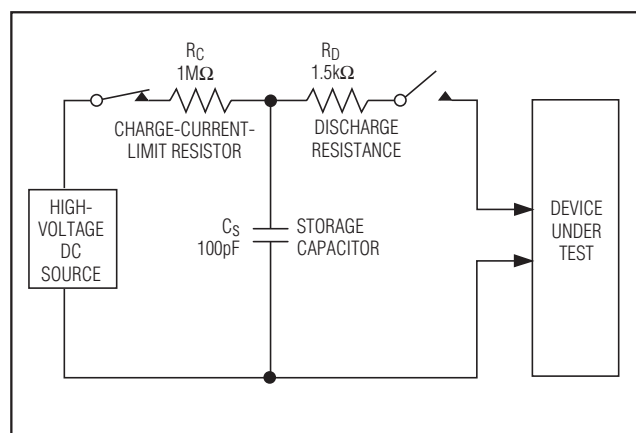 RC
1MΩ
CHARGE-CURRENT-
LIMIT RESISTOR
RD
1.5kΩ
DISCHARGE
RESISTANCE
HIGH-
VOLTAGE
DC
SOURCE
CS
100pF
STORAGE
CAPACITOR
DEVICE
UNDER
TEST